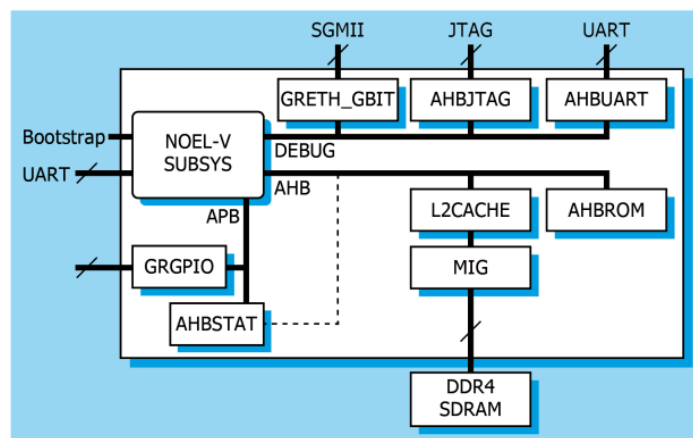 SGMII JTAG UART
GRETH_GBIT AHBJTAG AHBUART
Bootstrap
NOEL-V
SUBSYS
DEBUG
UART
AHB
APB
L2CACHE AHBROM
GRGPIO
MIG
AHBSTAT
DDR4
SDRAM